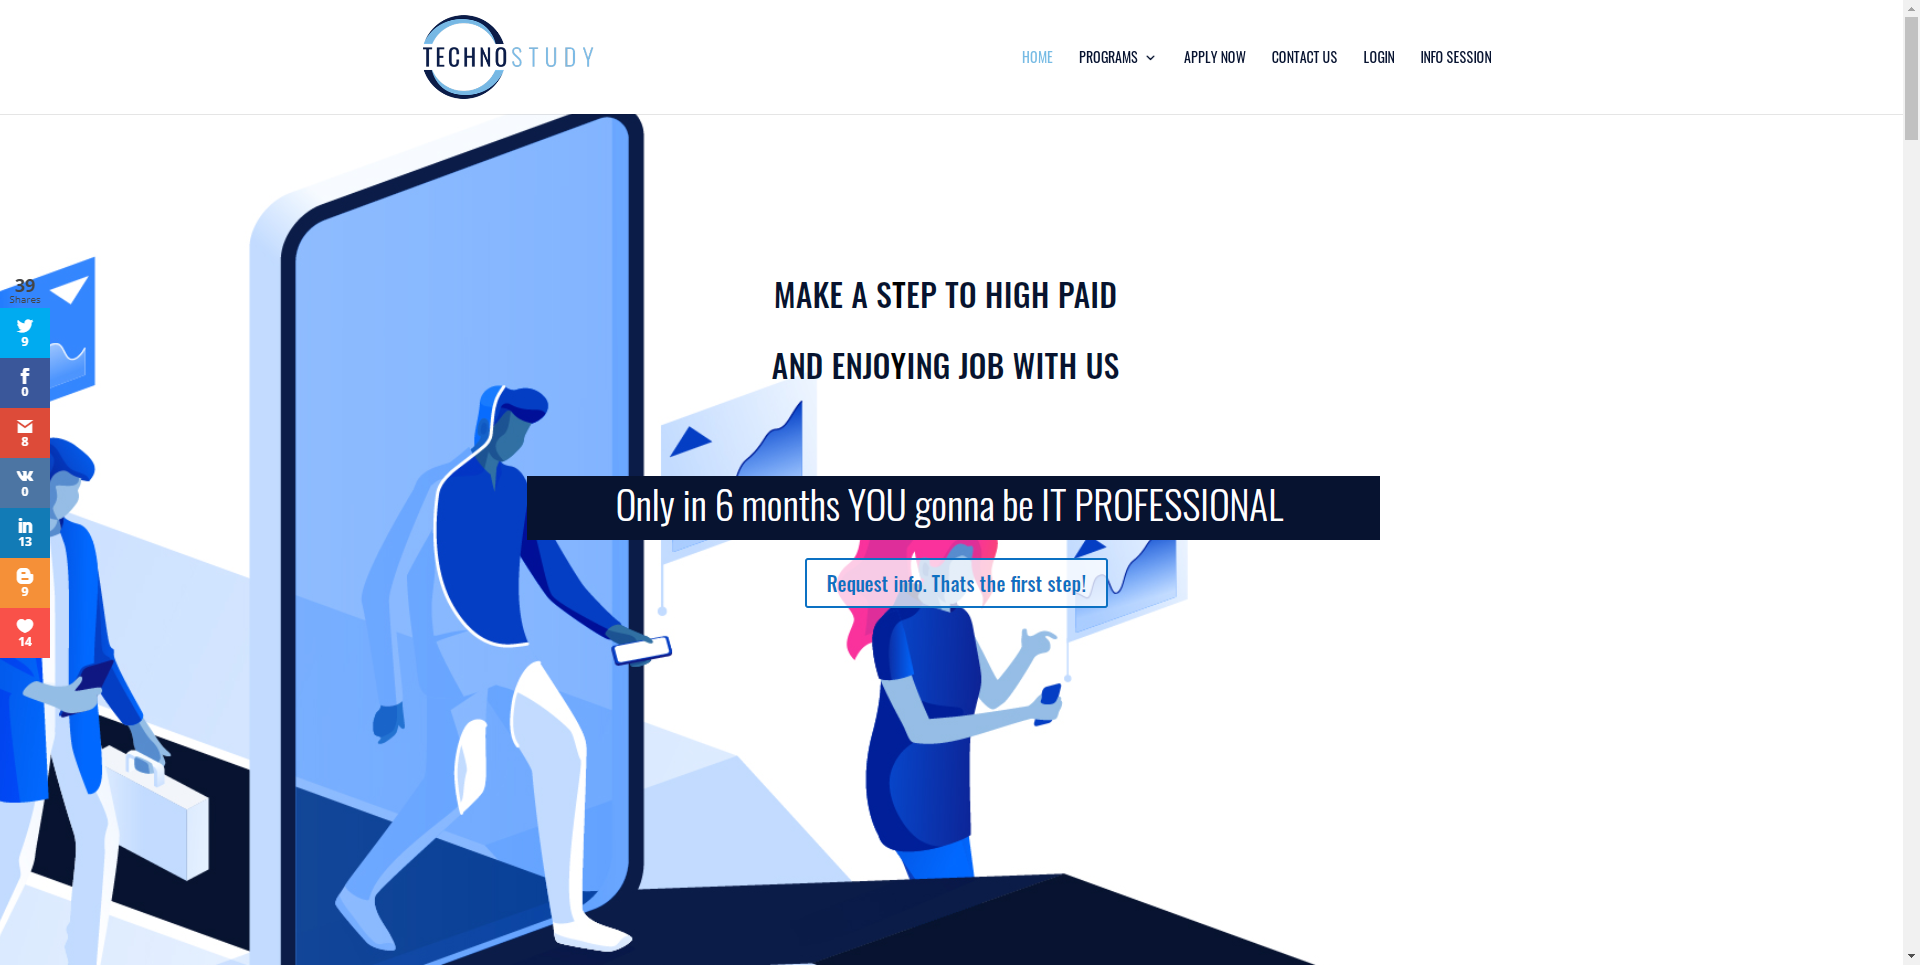 TECHNOSTUDY
HOME PROGRAMS APPLY NOW CONTACT US LOGIN INFO SESSION
MAKE A STEP TO HIGH PAID
AND ENJOYING JOB WITH US
39
Shares
9
0
8
0
13
9
14
Only in 6 months YOU gonna be IT PROFESSIONAL
Request info. Thats the first step!